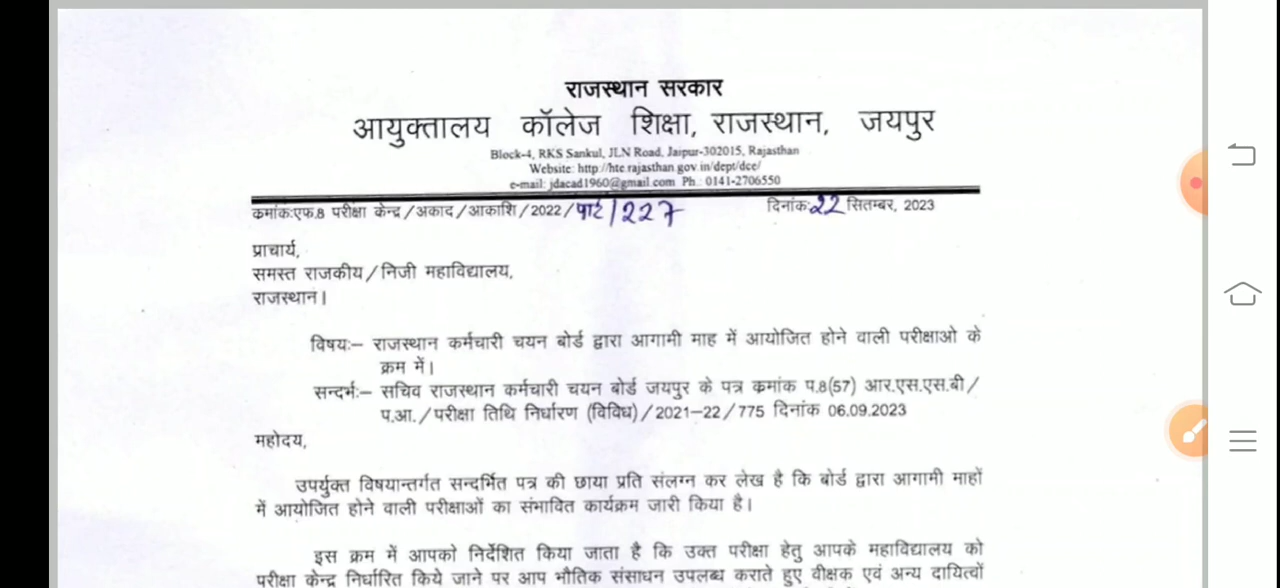 राजस्थान सरकार
आयुक्तालय कॉलेज शिक्षा, राजस्थान, जयपुर
Block-4, RKS Sankul, JLN Road, Jaipur-302015, Rajasthan
Website: http://hte.rajasthan.gov.in/dept/dce/
e-mail: jdacad1960@gmail.com Ph.: 0141-2706550
कमांक:एफ.8 परीक्षा केन्द्र/अकाद/आकाशि/2022/पार्ट/227 दिनांक:22 सितम्बर, 2023
प्राचार्य,
समस्त राजकीय/निजी महाविद्यालय,
राजस्थान।
विषयः– राजस्थान कर्मचारी चयन बोर्ड द्वारा आगामी माह में आयोजित होने वाली परीक्षाओ के
क्रम में।
सन्दर्भः– सचिव राजस्थान कर्मचारी चयन बोर्ड जयपुर के पत्र कमांक प.8(57) आर.एस.एस.बी/
प.आ./परीक्षा तिथि निर्धारण (विविध)/2021–22/775 दिनांक 06.09.2023
महोदय,
उपर्युक्त विषयान्तर्गत सन्दर्भित पत्र की छाया प्रति संलग्न कर लेख है कि बोर्ड द्वारा आगामी माहों
में आयोजित होने वाली परीक्षाओं का संभावित कार्यक्रम जारी किया है।
इस क्रम में आपको निर्देशित किया जाता है कि उक्त परीक्षा हेतु आपके महाविद्यालय को
परीक्षा केन्द्र निर्धारित किये जाने पर आप भौतिक संसाधन उपलब्ध कराते हुए वीक्षक एवं अन्य दायित्वों